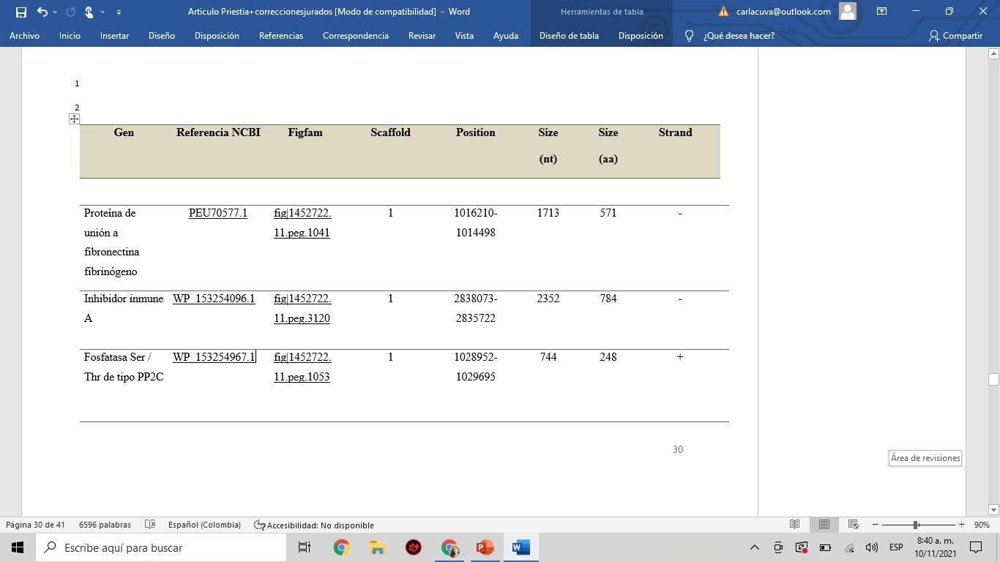 Articulo Priestia+correccionesjurados [Modo de compatibilidad] - Word
Herramientas de tabla
carlacuva@outlook.com
Archivo Inicio Insertar Diseño Disposición Referencias Correspondencia Revisar Vista Ayuda Diseño de tabla Disposición ¿Qué desea hacer? Compartir
1
2
Gen Referencia NCBI Figfam Scaffold Position Size Size Strand
(nt) (aa)
Proteína de PEU70577.1 fig|1452722. 1 1016210- 1713 571 -
unión a 11.peg.1041 1014498
fibronectina
fibrinógeno
Inhibidor inmune WP_153254096.1 fig|1452722. 1 2838073- 2352 784 -
A 11.peg.3120 2835722
Fosfatasa Ser / WP_153254967.1 fig|1452722. 1 1028952- 744 248 +
Thr de tipo PP2C 11.peg.1053 1029695
30
Área de revisiones
Página 30 de 41 6596 palabras Español (Colombia) Accesibilidad: No disponible 90%
Escribe aquí para buscar
ESP
8:40 a. m.
10/11/2021